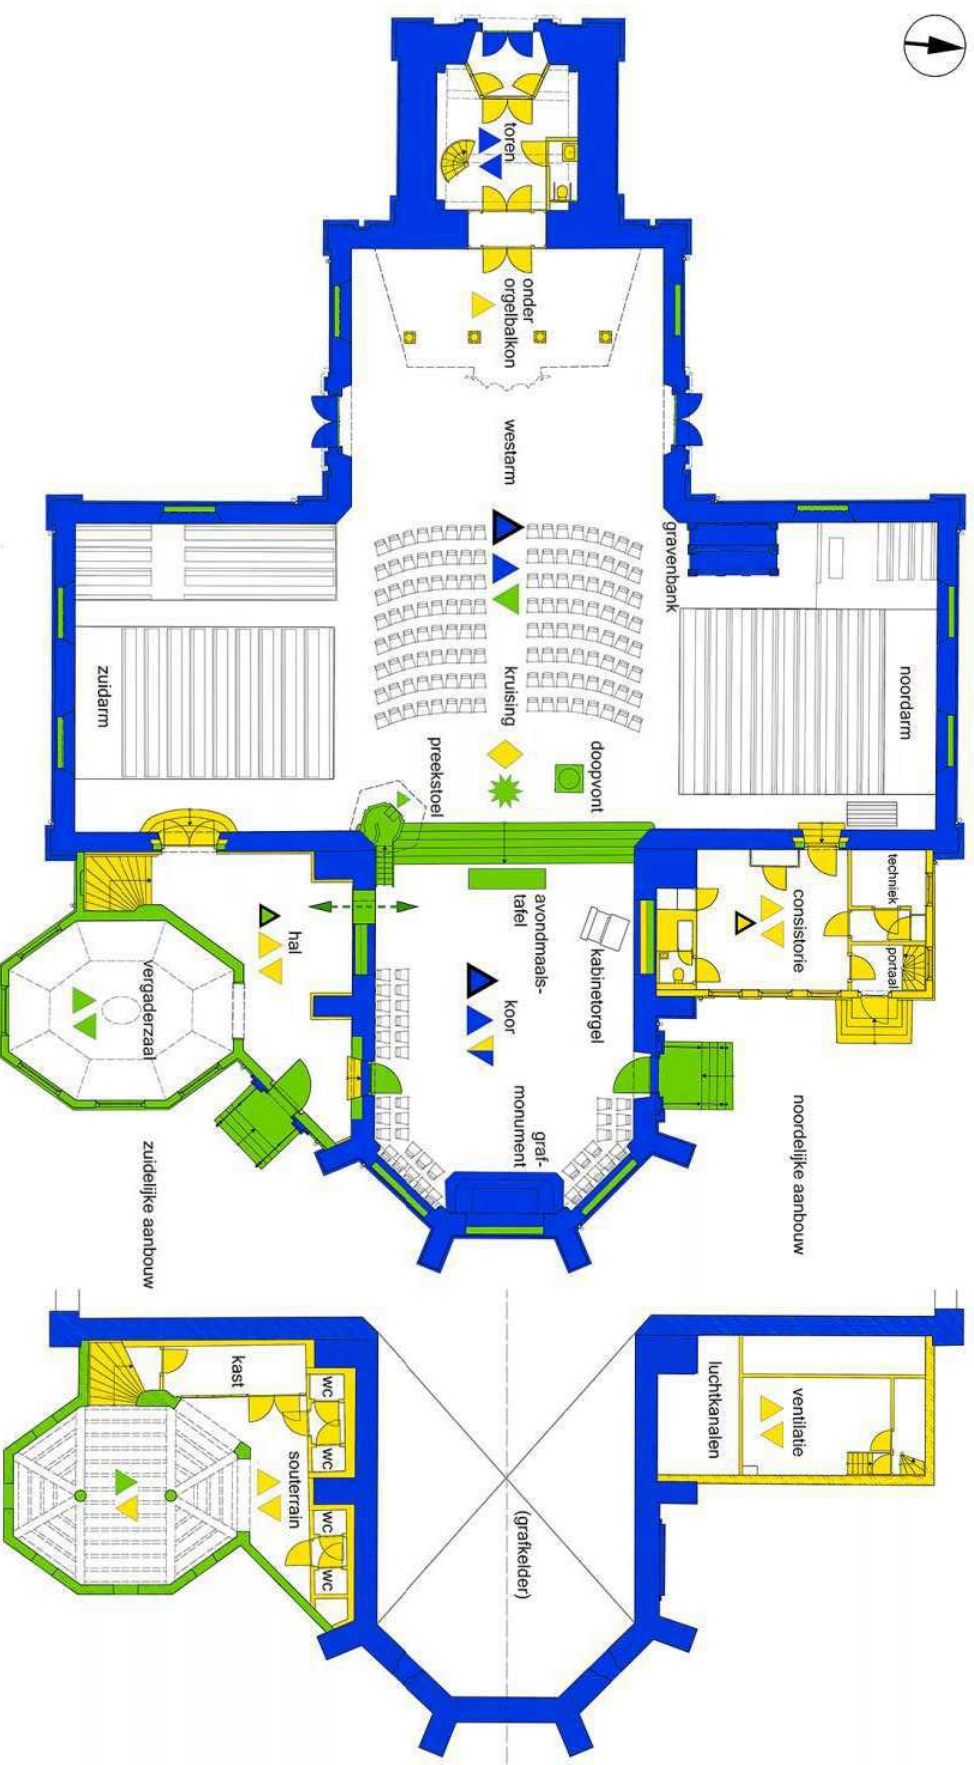 toren
onder
orgelbalkon
westarm
gravenbank
kruising
noordarm
zuidarm
doopvont
preekstoel
techniek
consistorie
portaal
avondmaals-
tafel
kabinetorgel
hal
koor
vergaderzaal
graf-
monument
noordelijke aanbouw
zuidelijke aanbouw
kast
wc
wc
wc
wc
souterrain
luchtkanalen
ventilatie
(grafkelder)